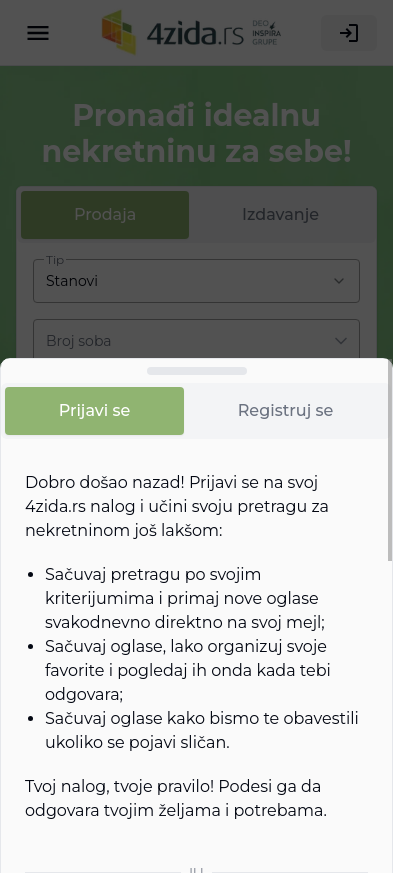 4zida.rs
DEO
INSPIRA
GRUPE
Pronađi idealnu
nekretninu za sebe!
Prodaja
Izdavanje
Tip
Stanovi
Broj soba
Prijavi se
Registruj se
Dobro došao nazad! Prijavi se na svoj
4zida.rs nalog i učini svoju pretragu za
nekretninom još lakšom:
Sačuvaj pretragu po svojim
kriterijumima i primaj nove oglase
svakodnevno direktno na svoj mejl;
Sačuvaj oglase, lako organizuj svoje
favorite i pogledaj ih onda kada tebi
odgovara;
Sačuvaj oglase kako bismo te obavestili
ukoliko se pojavi sličan.
Tvoj nalog, tvoje pravilo! Podesi ga da
odgovara tvojim željama i potrebama.